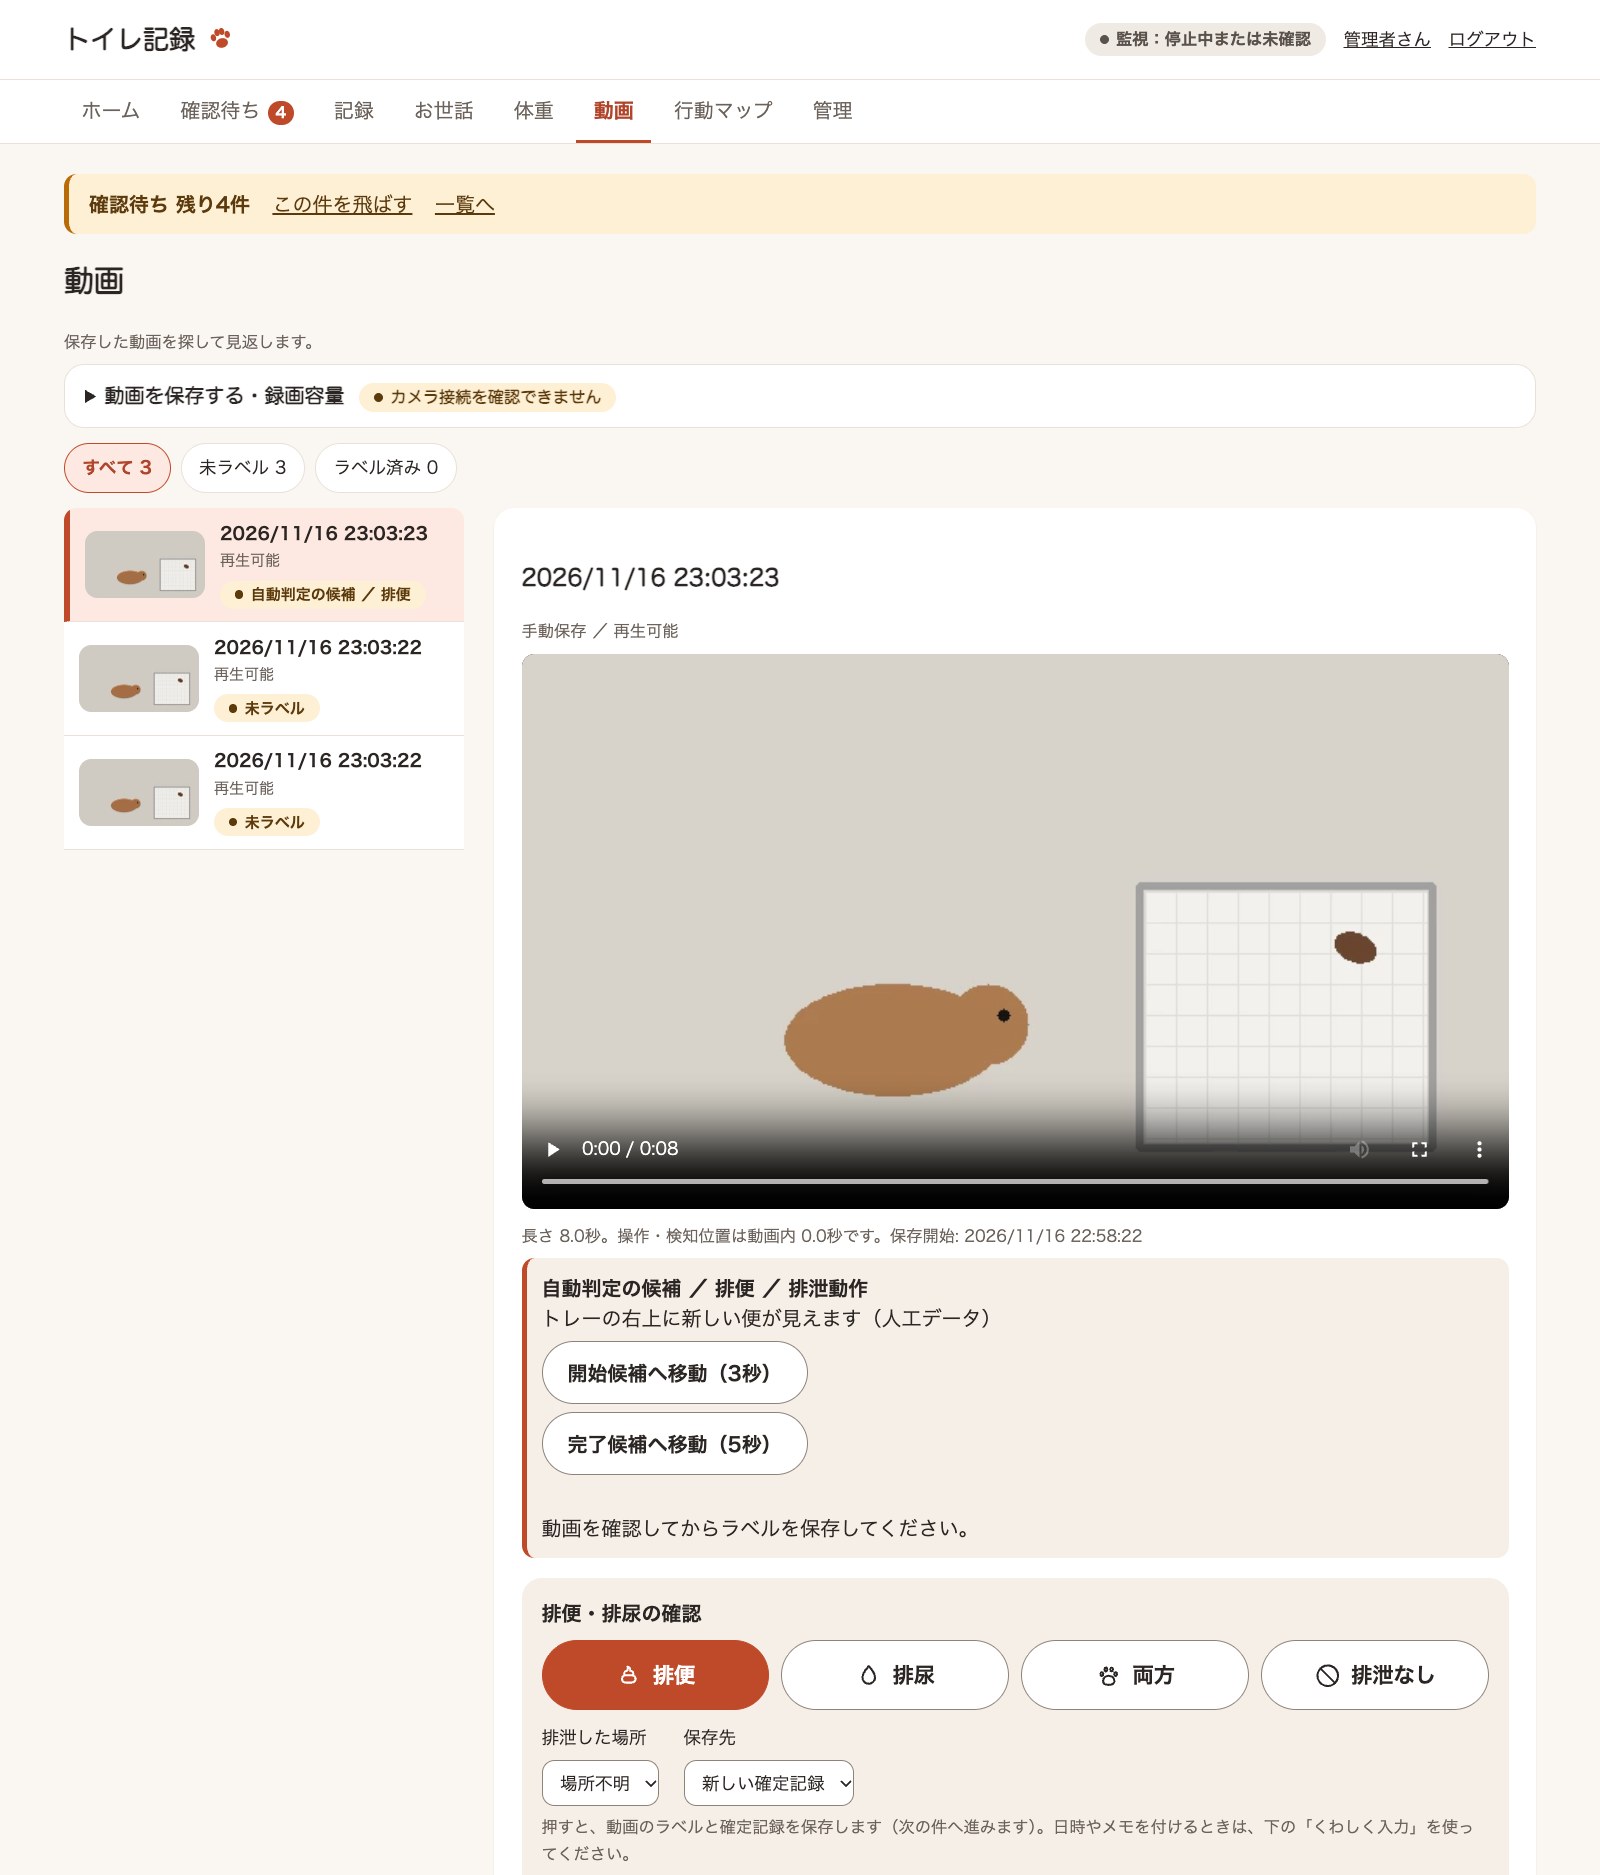 トイレ記録
監視：停止中または未確認
管理者さん
ログアウト
ホーム
確認待ち 4
記録
お世話
体重
動画
行動マップ
管理
確認待ち 残り4件 この件を飛ばす 一覧へ
動画
保存した動画を探して見返します。
動画を保存する・録画容量 カメラ接続を確認できません
すべて 3
未ラベル 3
ラベル済み 0
2026/11/16 23:03:23
再生可能
自動判定の候補 ／ 排便
2026/11/16 23:03:22
再生可能
未ラベル
2026/11/16 23:03:22
再生可能
未ラベル
2026/11/16 23:03:23
手動保存 ／ 再生可能
0:00 / 0:08
長さ 8.0秒。操作・検知位置は動画内 0.0秒です。保存開始: 2026/11/16 22:58:22
自動判定の候補 ／ 排便 ／ 排泄動作
トレーの右上に新しい便が見えます（人工データ）
開始候補へ移動（3秒）
完了候補へ移動（5秒）
動画を確認してからラベルを保存してください。
排便・排尿の確認
排便
排尿
両方
排泄なし
排泄した場所
保存先
場所不明
新しい確定記録
押すと、動画のラベルと確定記録を保存します（次の件へ進みます）。日時やメモを付けるときは、下の「くわしく入力」を使っ
てください。